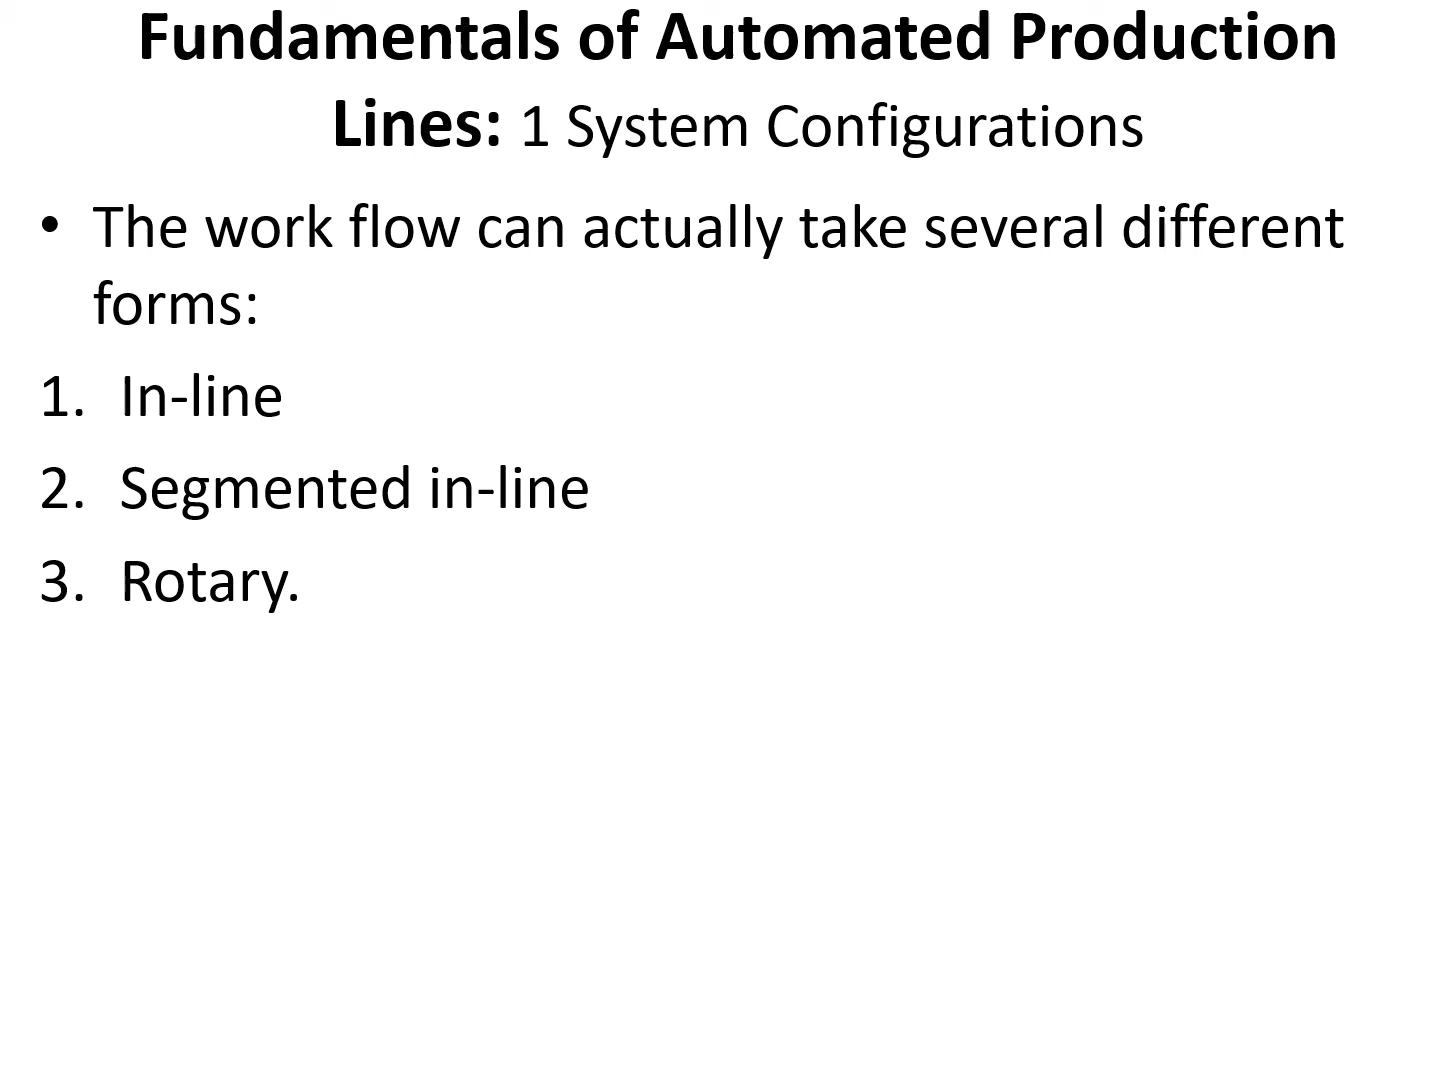 Fundamentals of Automated Production
Lines: 1 System Configurations
• The work flow can actually take several different
forms:
1. In-line
2. Segmented in-line
3. Rotary.